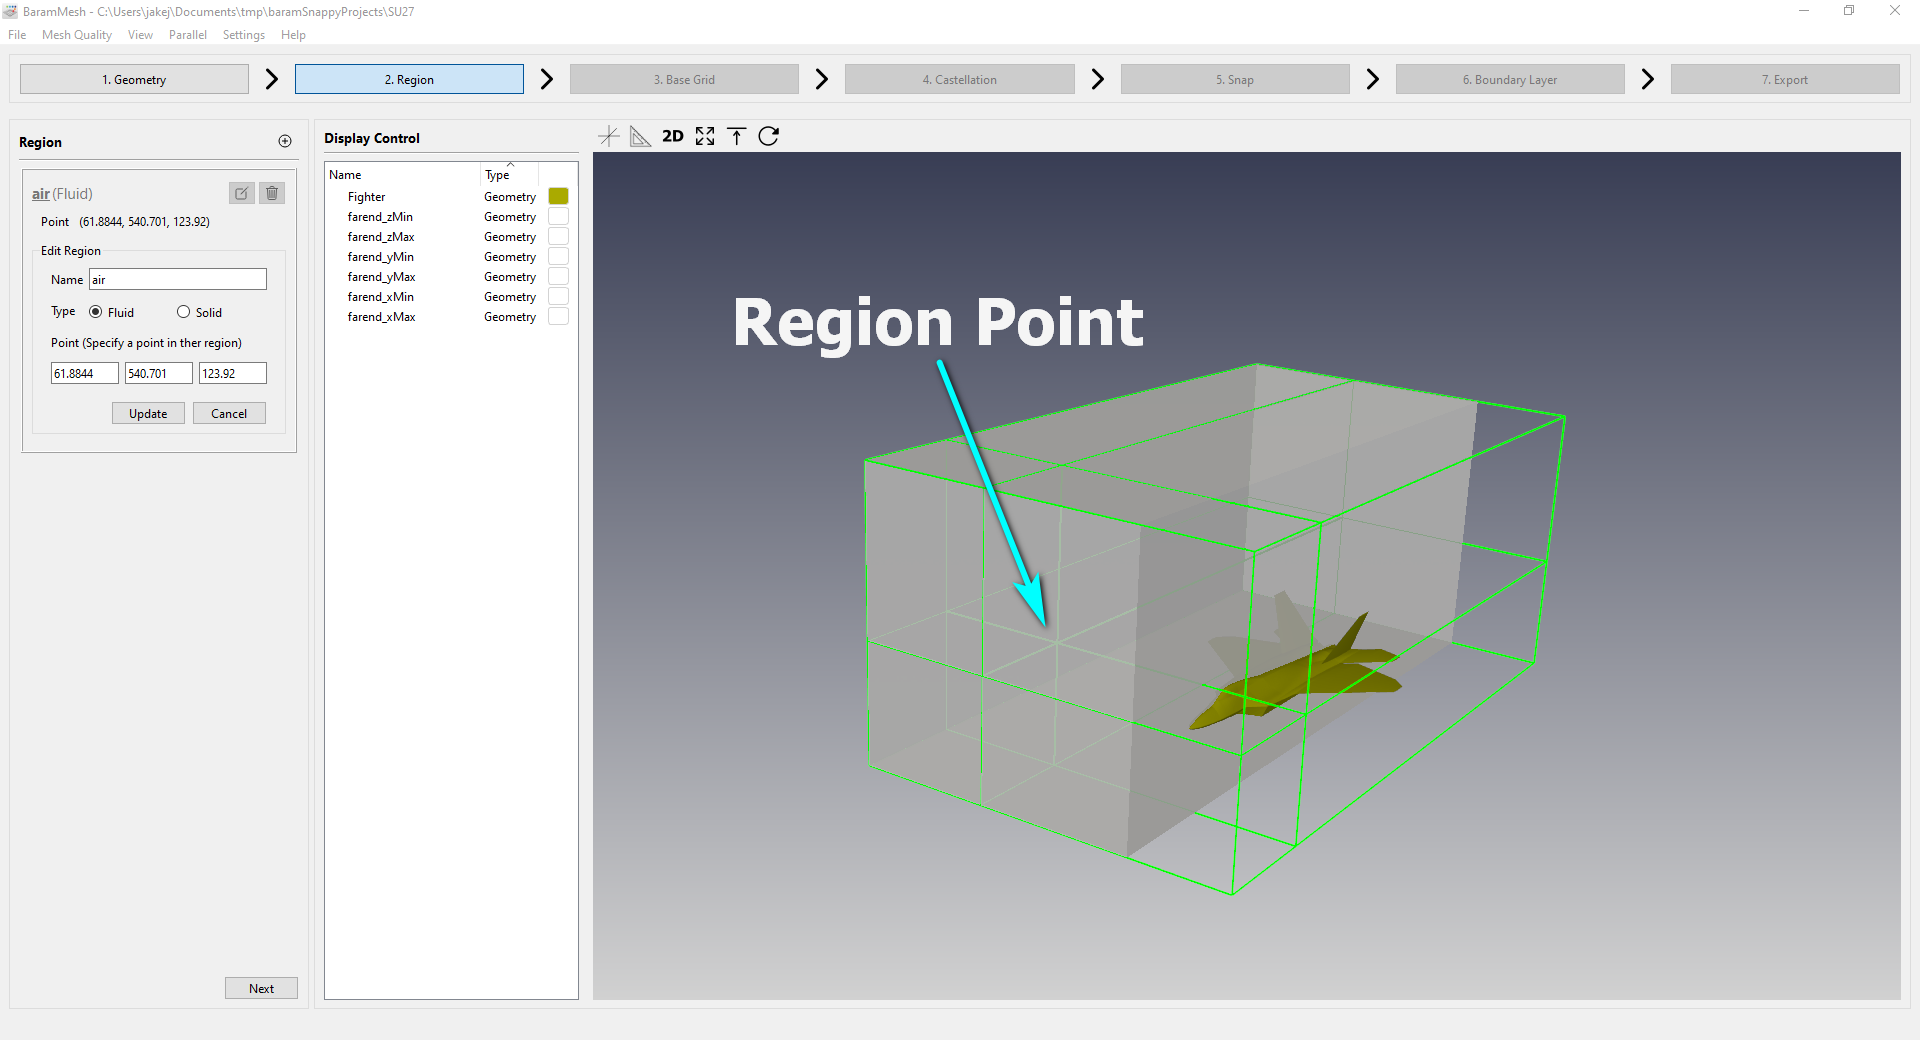 BaramMesh - C:\Users\jakej\Documents\tmp\baramSnappyProjects\SU27
File Mesh Quality View Parallel Settings Help
1. Geometry 2. Region 3. Base Grid 4. Castellation 5. Snap 6. Boundary Layer 7. Export
Region
air (Fluid)
Point (61.8844, 540.701, 123.92)
Edit Region
Name air
Type Fluid Solid
Point (Specify a point in ther region)
61.8844 540.701 123.92
Update Cancel
Next
Display Control
Name Type
Fighter Geometry
farend_zMin Geometry
farend_zMax Geometry
farend_yMin Geometry
farend_yMax Geometry
farend_xMin Geometry
farend_xMax Geometry
2D
Region Point